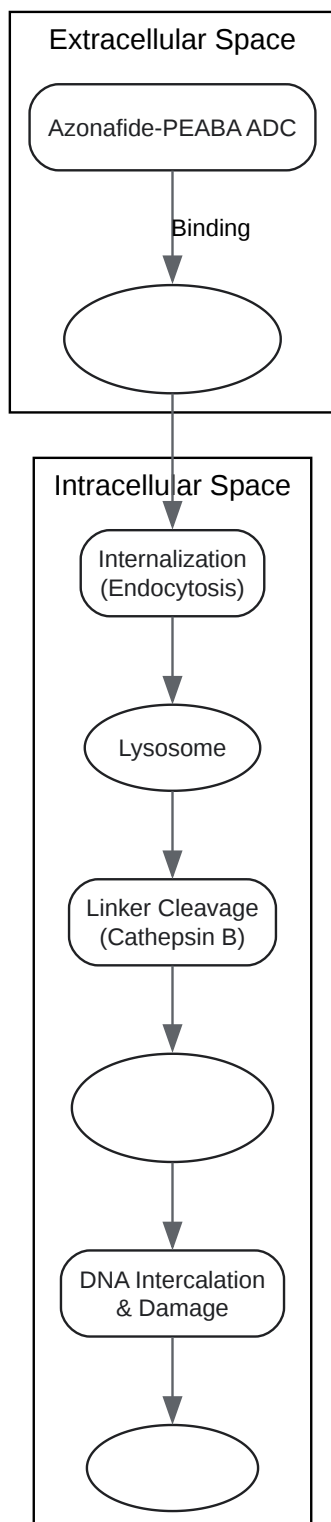 Extracellular Space
Azonafide-PEABA ADC
Binding
Intracellular Space
Internalization
(Endocytosis)
Lysosome
Linker Cleavage
(Cathepsin B)
DNA Intercalation
& Damage